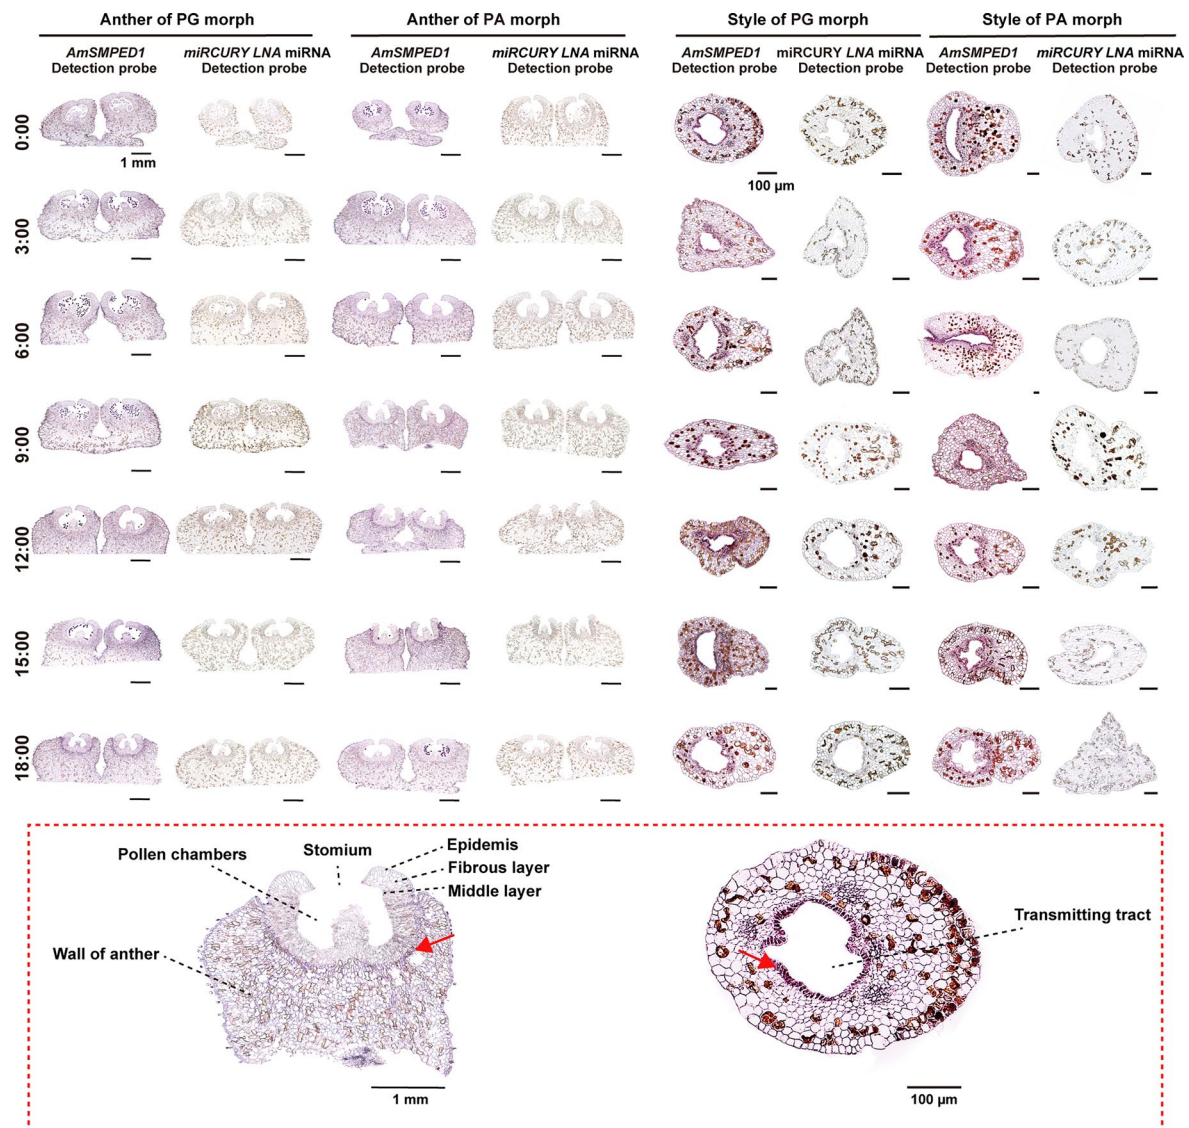 Anther of PG morph Anther of PA morph Style of PG morph Style of PA morph
AmSMPED1 miRCURY LNA miRNA AmSMPED1 miRCURY LNA miRNA AmSMPED1 miRCURY LNA miRNA AmSMPED1 miRCURY LNA miRNA
Detection probe Detection probe Detection probe Detection probe Detection probe Detection probe Detection probe Detection probe
0:00
1 mm
100 µm
3:00
6:00
9:00
12:00
15:00
18:00
Pollen chambers
Stomium
Epidemis
Fibrous layer
Middle layer
Wall of anther
1 mm
Transmitting tract
100 µm